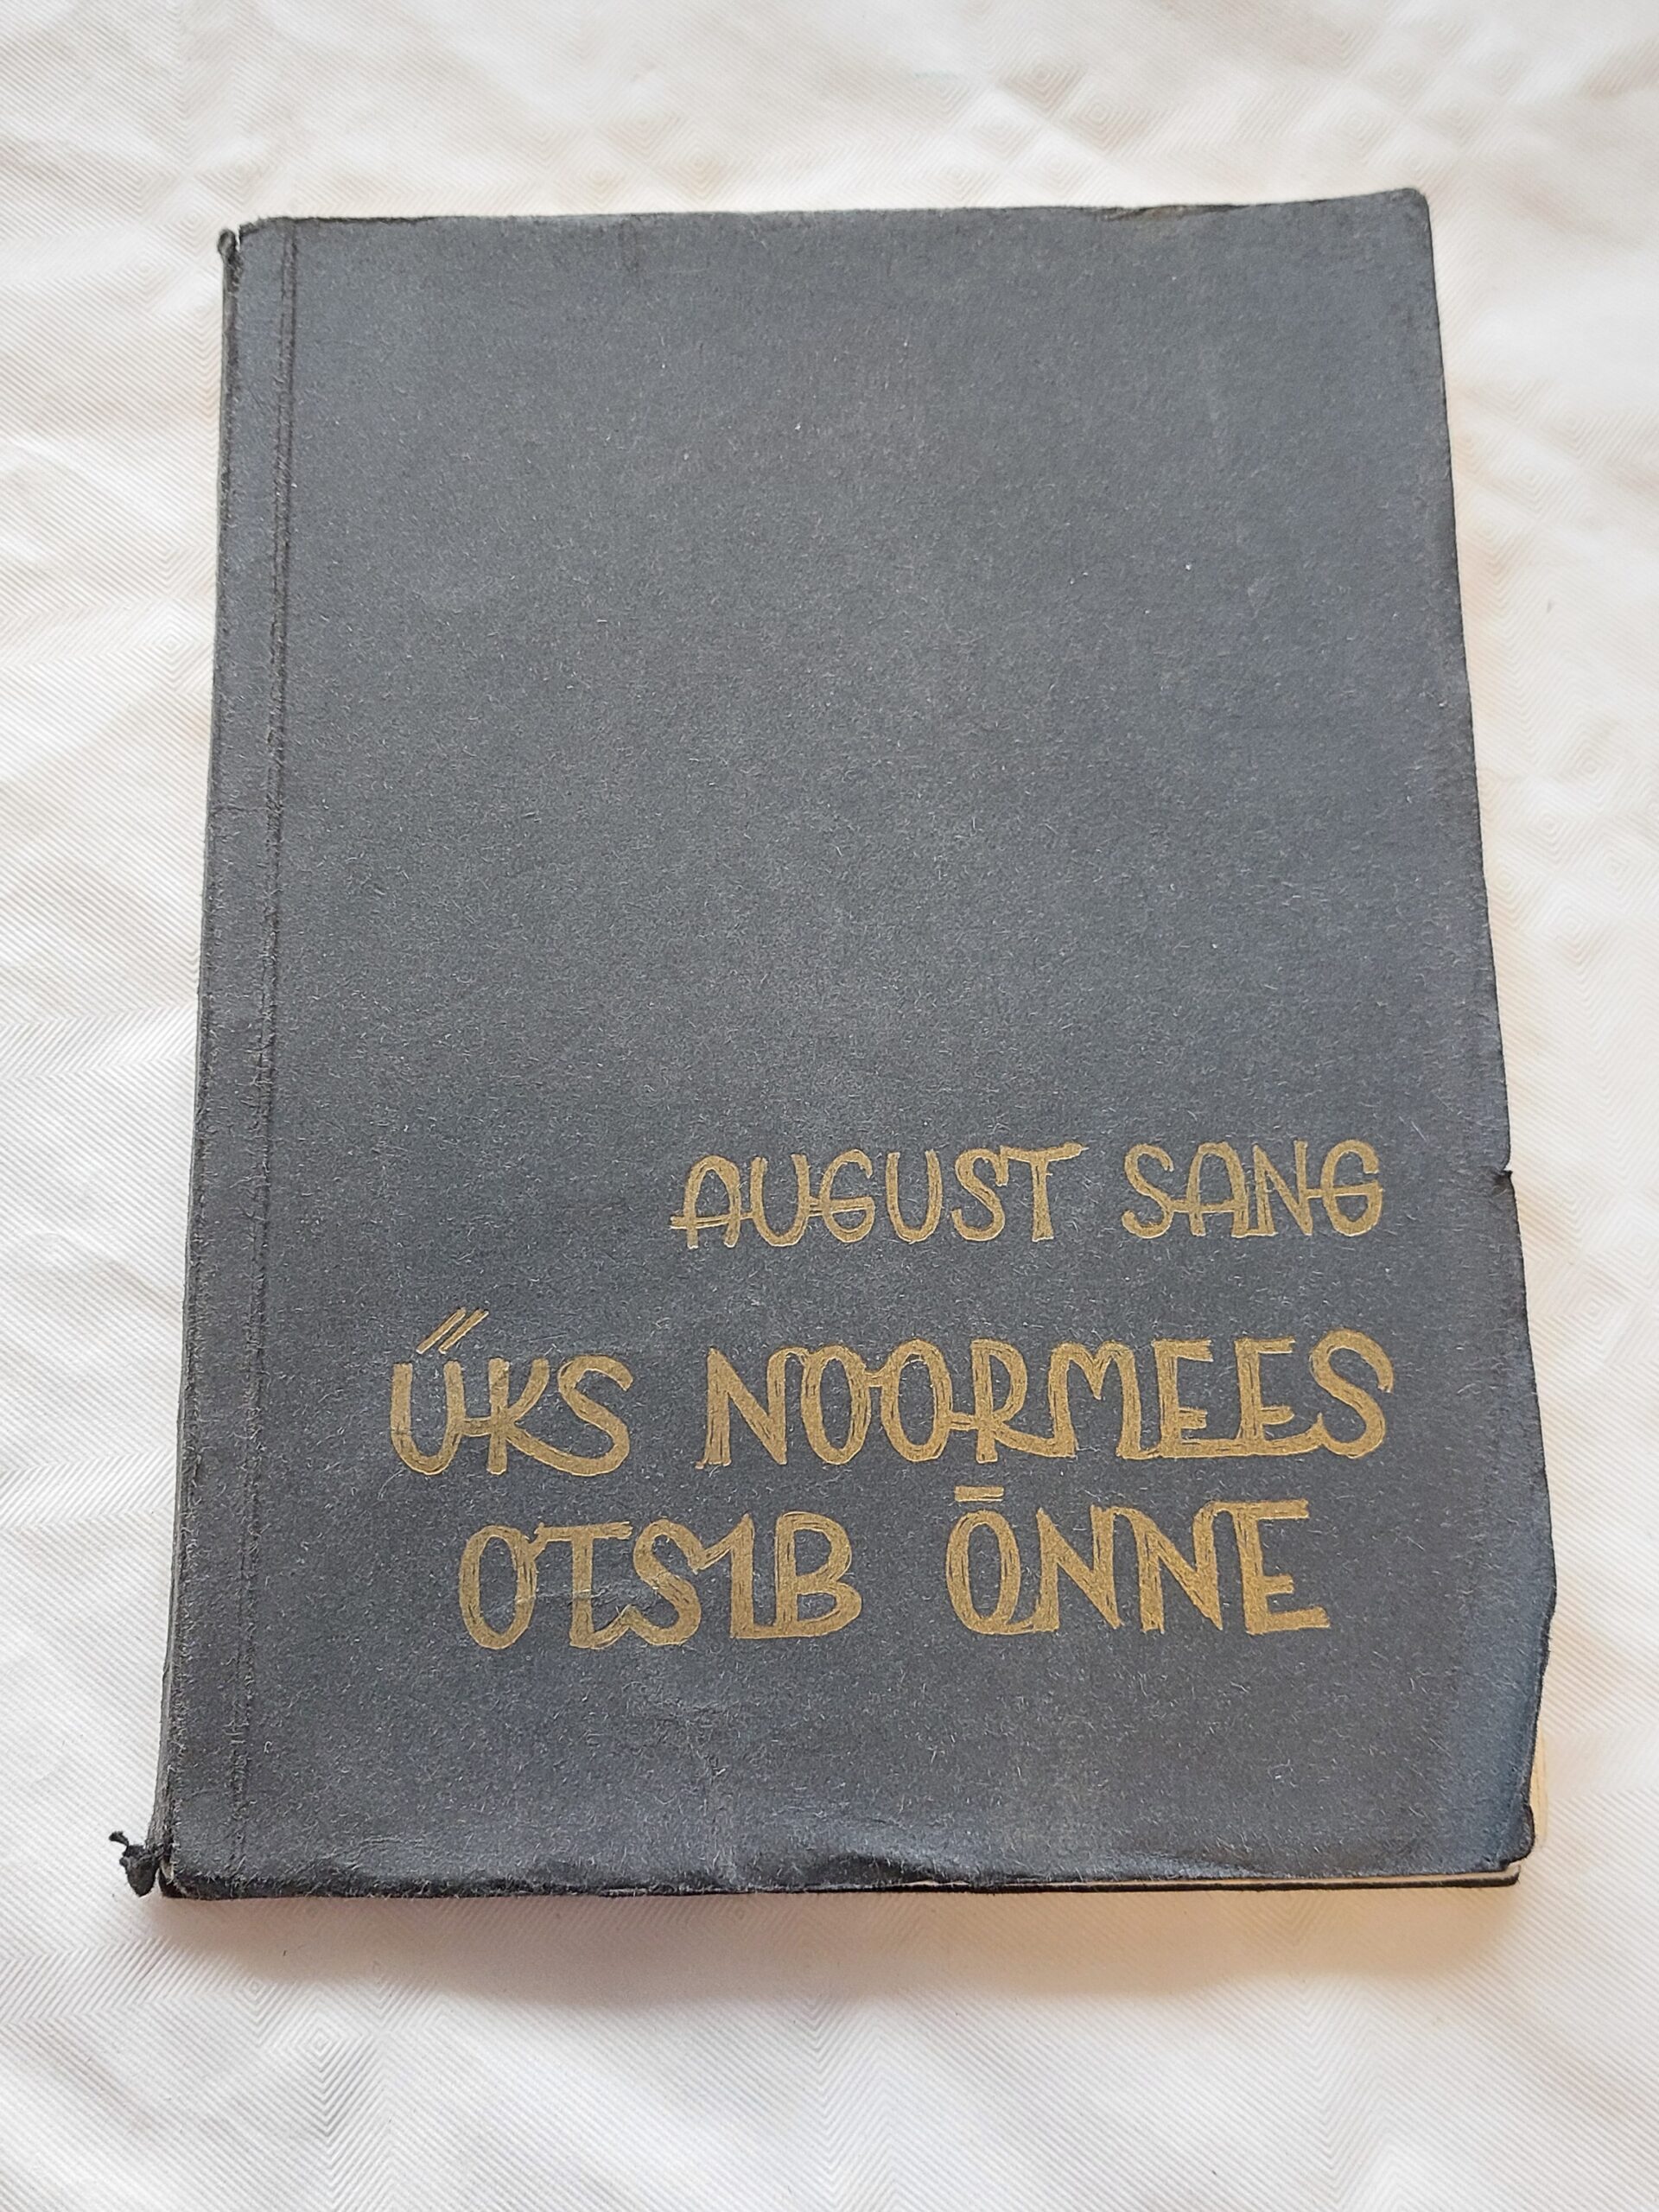 AUGUST SANG
ÜKS NOORMEES
OTSIB ÕNNE